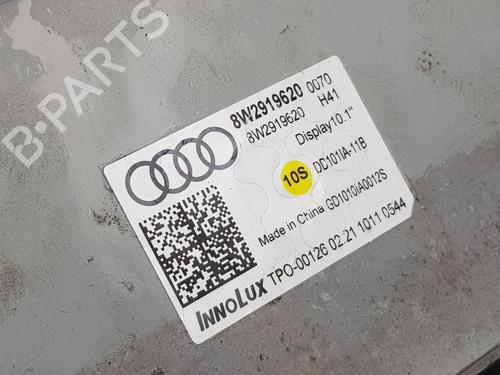 B-PARTS
8W2919620 0070
8W2919620 H41
Display10.1"
10S
DD101IA-11B
Made in China GD1010IA0012S
INNOLUX TPO-00126 02 21 1011 0544